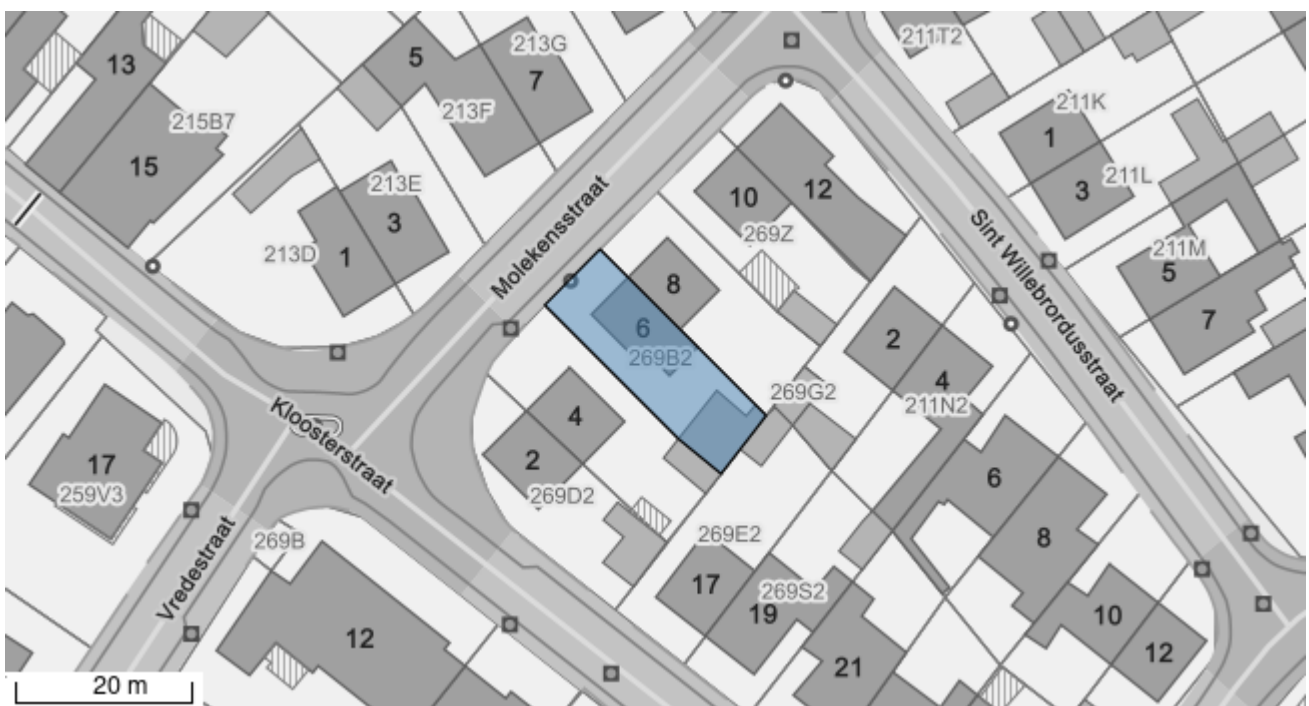 213G
211T2
5
7
13
213F
215B7
211K
1
15
213E
3
211L
3
10
12
1
213D
269Z
211M
5
Molekensstraat
Sint Willebrordusstraat
8
6
7
2
269B2
4
269G2
4
211N2
Kloosterstraat
2
17
269D2
6
259V3
269B
269E2
8
Vredestraat
17
269S2
19
10
12
12
21
20 m